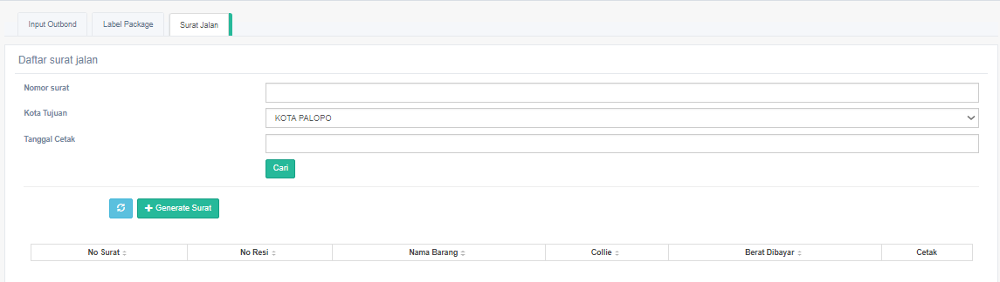 Input Outbond Label Package Surat Jalan
Daftar surat jalan
Nomor surat
Kota Tujuan KOTA PALOPO
Tanggal Cetak
Cari
Generate Surat
No Surat No Resi Nama Barang Collie Berat Dibayar Cetak